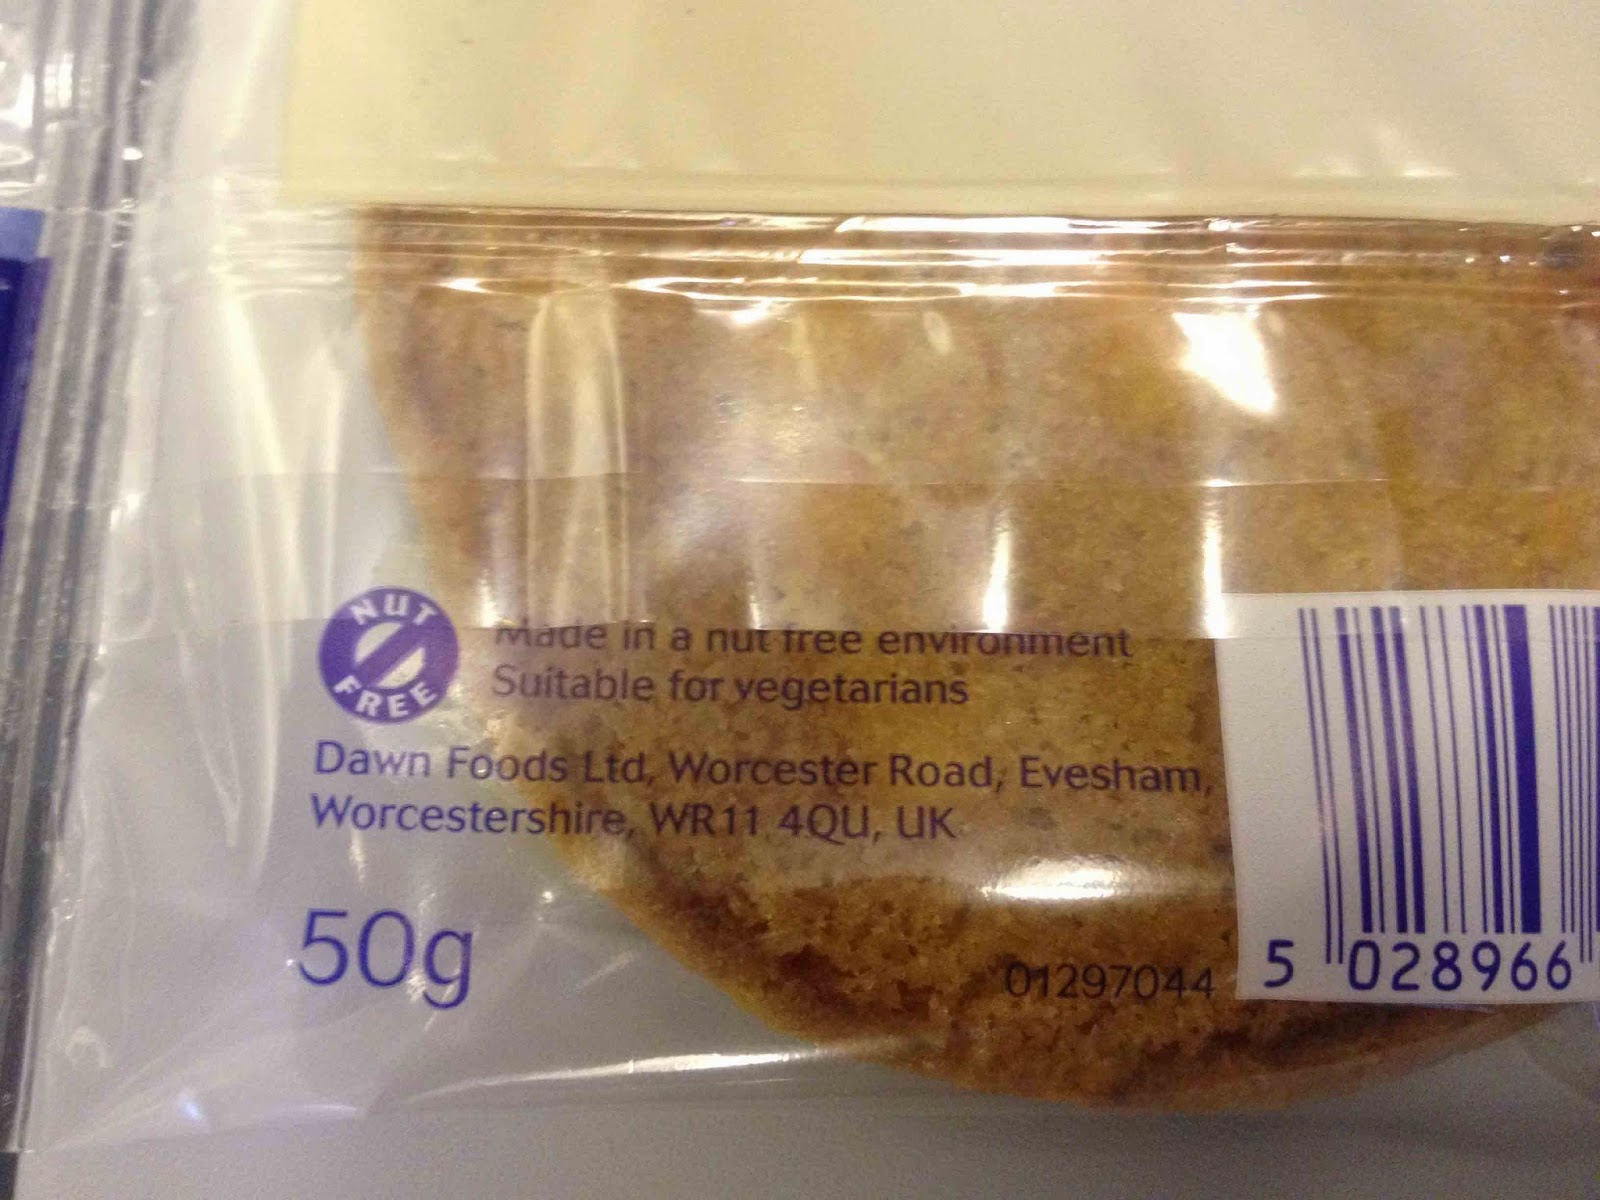 NUT
FREE
Made in a nut free environment
Suitable for vegetarians
Dawn Foods Ltd, Worcester Road, Evesham,
Worcestershire, WR11 4QU, UK
50g
01297044
5 028966